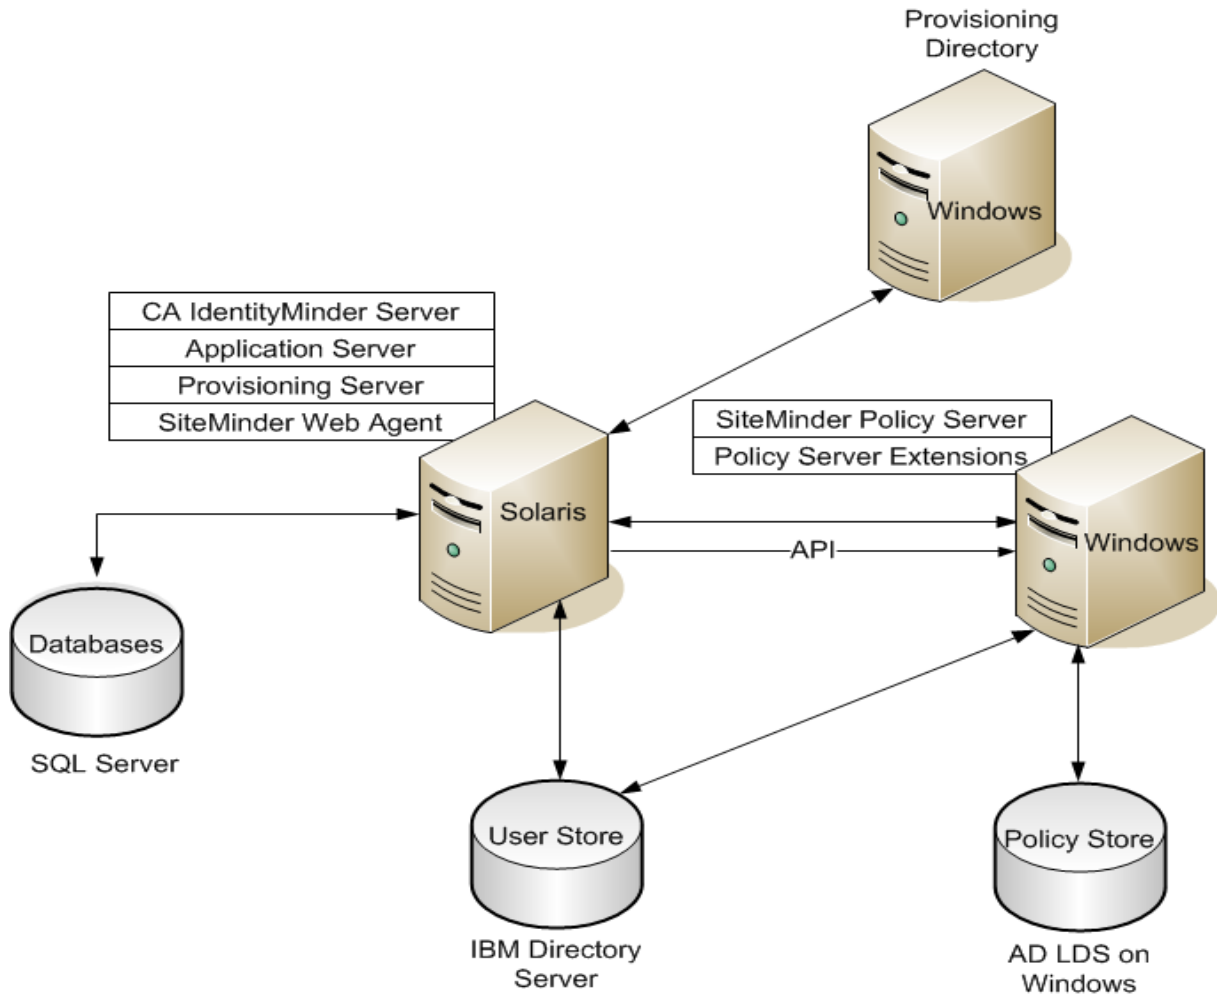 Provisioning
Directory
Windows
CA IdentityMinder Server
Application Server
Provisioning Server
SiteMinder Web Agent
SiteMinder Policy Server
Policy Server Extensions
Solaris
Windows
API
Databases
SQL Server
User Store
IBM Directory
Server
Policy Store
AD LDS on
Windows